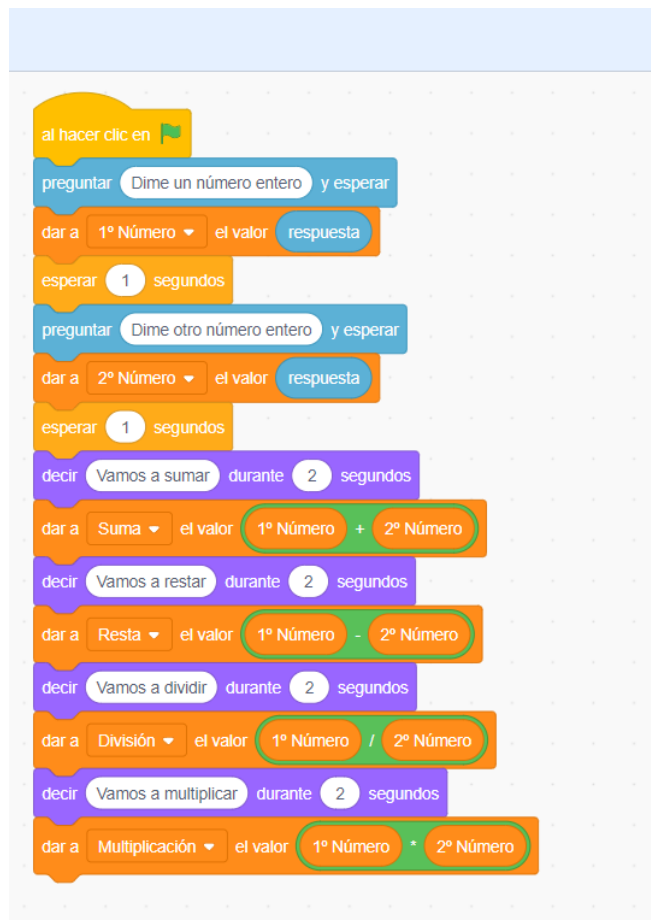 al hacer clic en
preguntar Dime un número entero y esperar
dar a 1º Número el valor respuesta
esperar 1 segundos
preguntar Dime otro número entero y esperar
dar a 2º Número el valor respuesta
esperar 1 segundos
decir Vamos a sumar durante 2 segundos
dar a Suma el valor 1º Número + 2º Número
decir Vamos a restar durante 2 segundos
dar a Resta el valor 1º Número - 2º Número
decir Vamos a dividir durante 2 segundos
dar a División el valor 1º Número / 2º Número
decir Vamos a multiplicar durante 2 segundos
dar a Multiplicación el valor 1º Número * 2º Número